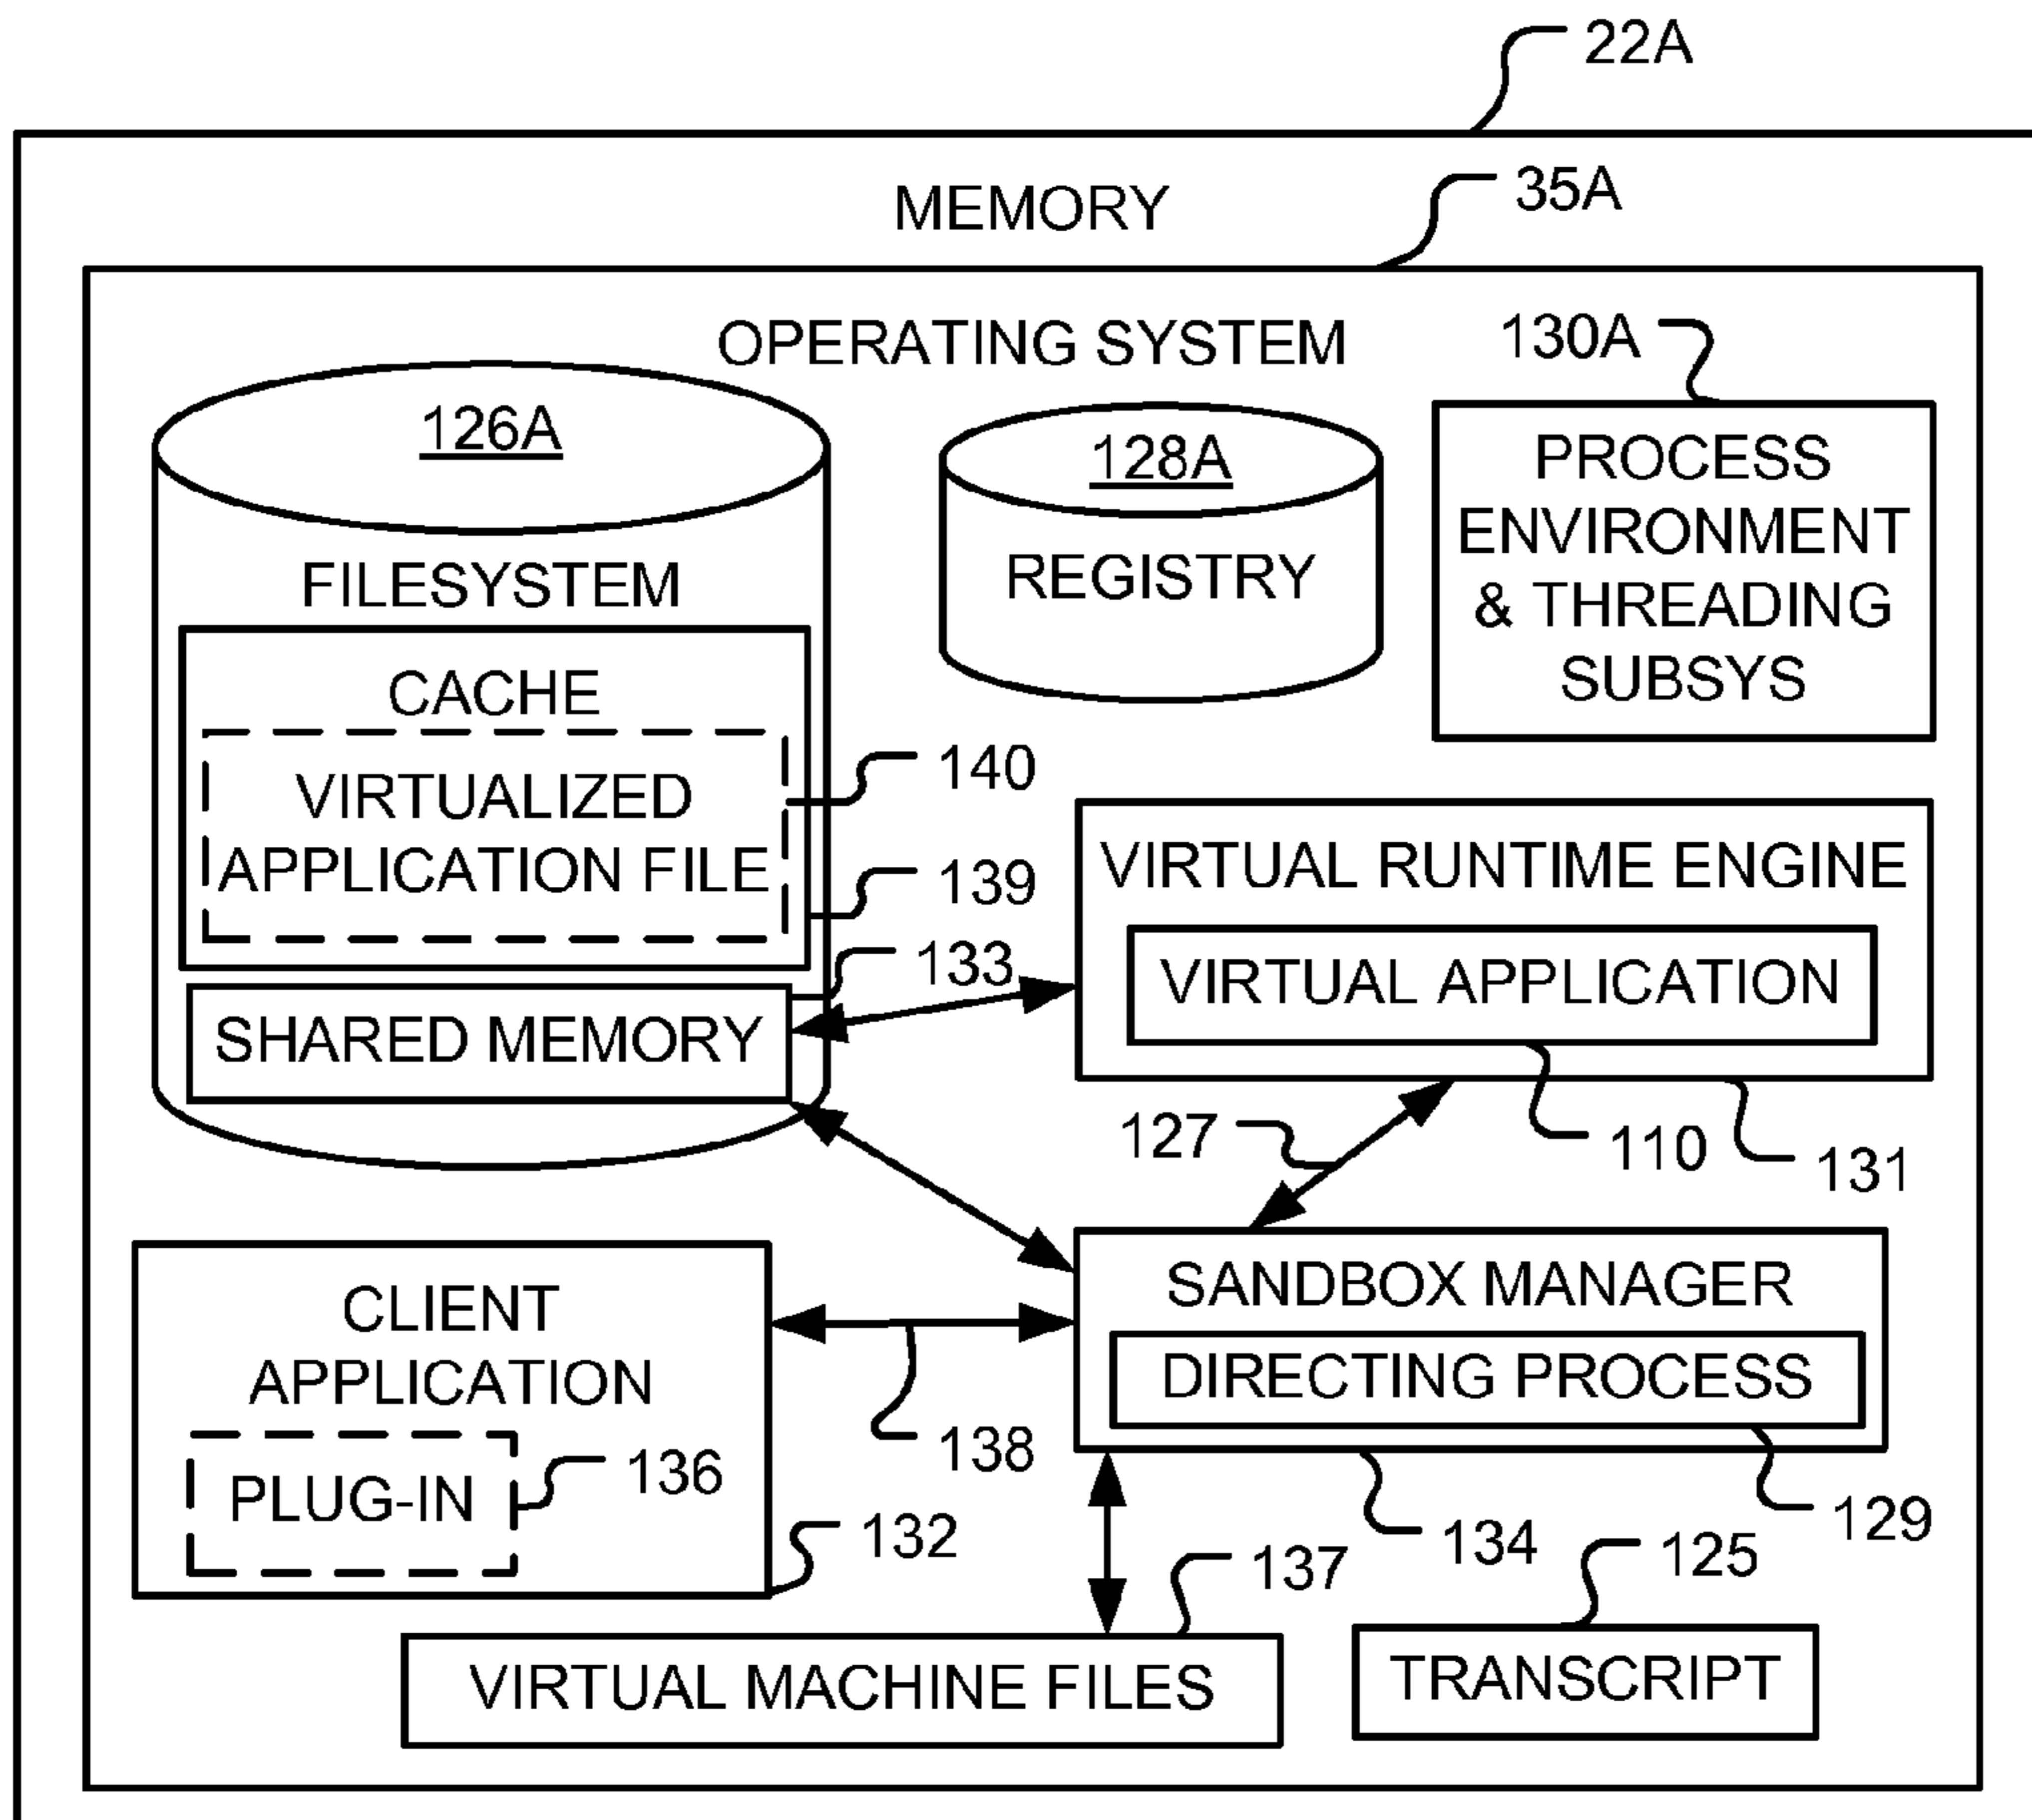 22A
MEMORY
35A
OPERATING SYSTEM
130A
126A
128A
PROCESS
ENVIRONMENT
& THREADING
SUBSYS
FILESYSTEM
REGISTRY
CACHE
140
VIRTUALIZED
APPLICATION FILE
139
VIRTUAL RUNTIME ENGINE
133
VIRTUAL APPLICATION
SHARED MEMORY
127
110
131
CLIENT
APPLICATION
SANDBOX MANAGER
DIRECTING PROCESS
138
PLUG-IN
136
132
134
129
137
125
VIRTUAL MACHINE FILES
TRANSCRIPT